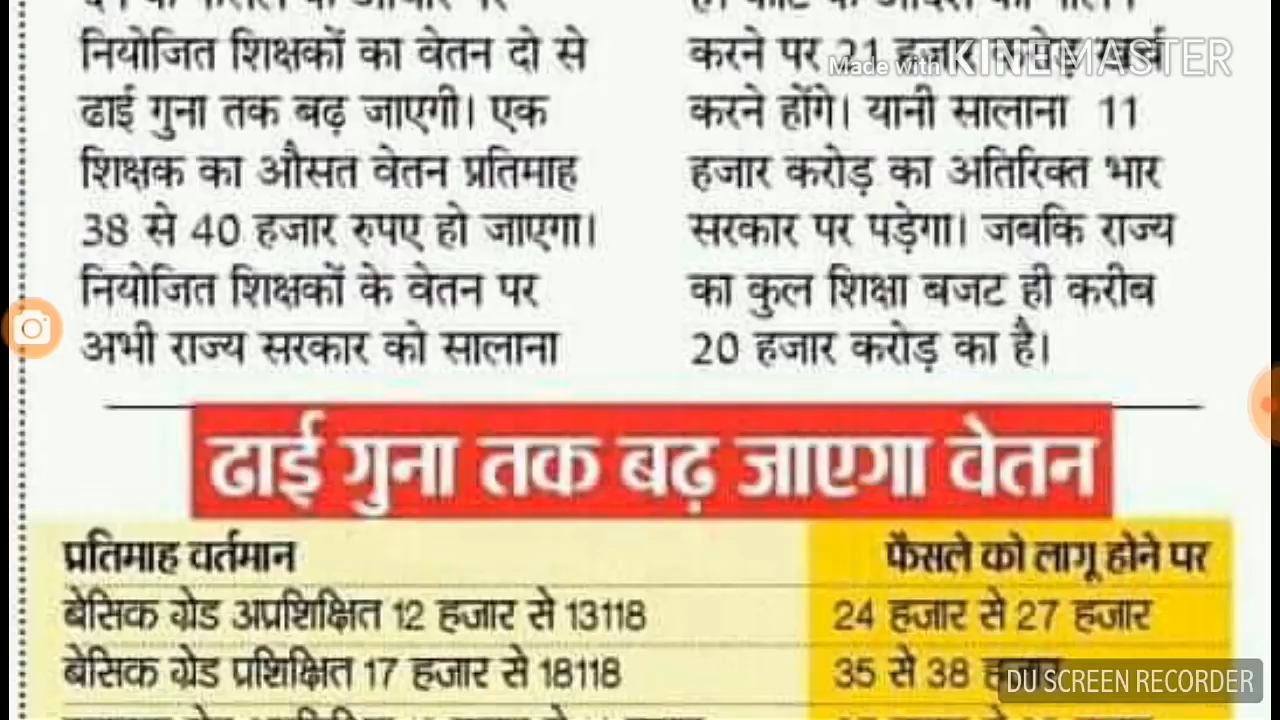 नियोजित शिक्षकों का वेतन दो से
ढाई गुना तक बढ़ जाएगी। एक
शिक्षक का औसत वेतन प्रतिमाह
38 से 40 हजार रुपए हो जाएगा।
नियोजित शिक्षकों के वेतन पर
अभी राज्य सरकार को सालाना
करने पर 21 हजार करोड़ खर्च
करने होंगे। यानी सालाना 11
हजार करोड़ का अतिरिक्त भार
सरकार पर पड़ेगा। जबकि राज्य
का कुल शिक्षा बजट ही करीब
20 हजार करोड़ का है।
Made with KINEMASTER
ढाई गुना तक बढ़ जाएगा वेतन
प्रतिमाह वर्तमान फैसले को लागू होने पर
बेसिक ग्रेड अप्रशिक्षित 12 हजार से 13118 24 हजार से 27 हजार
बेसिक ग्रेड प्रशिक्षित 17 हजार से 18118 35 से 38 हजार
DU SCREEN RECORDER